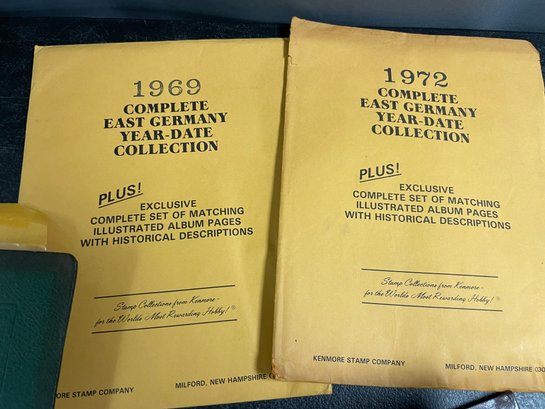 1969
COMPLETE
EAST GERMANY
YEAR-DATE
COLLECTION
PLUS!
EXCLUSIVE
COMPLETE SET OF MATCHING
ILLUSTRATED ALBUM PAGES
WITH HISTORICAL DESCRIPTIONS
Stamp Collections from Kenmore-
for the Worlds Most Rewarding Hobby!®
KENMORE STAMP COMPANY MILFORD, NEW HAMPSHIRE
1972
COMPLETE
EAST GERMANY
YEAR-DATE
COLLECTION
PLUS!
EXCLUSIVE
COMPLETE SET OF MATCHING
ILLUSTRATED ALBUM PAGES
WITH HISTORICAL DESCRIPTIONS
Stamp Collections from Kenmore-
for the Worlds Most Rewarding Hobby!®
KENMORE STAMP COMPANY MILFORD, NEW HAMPSHIRE